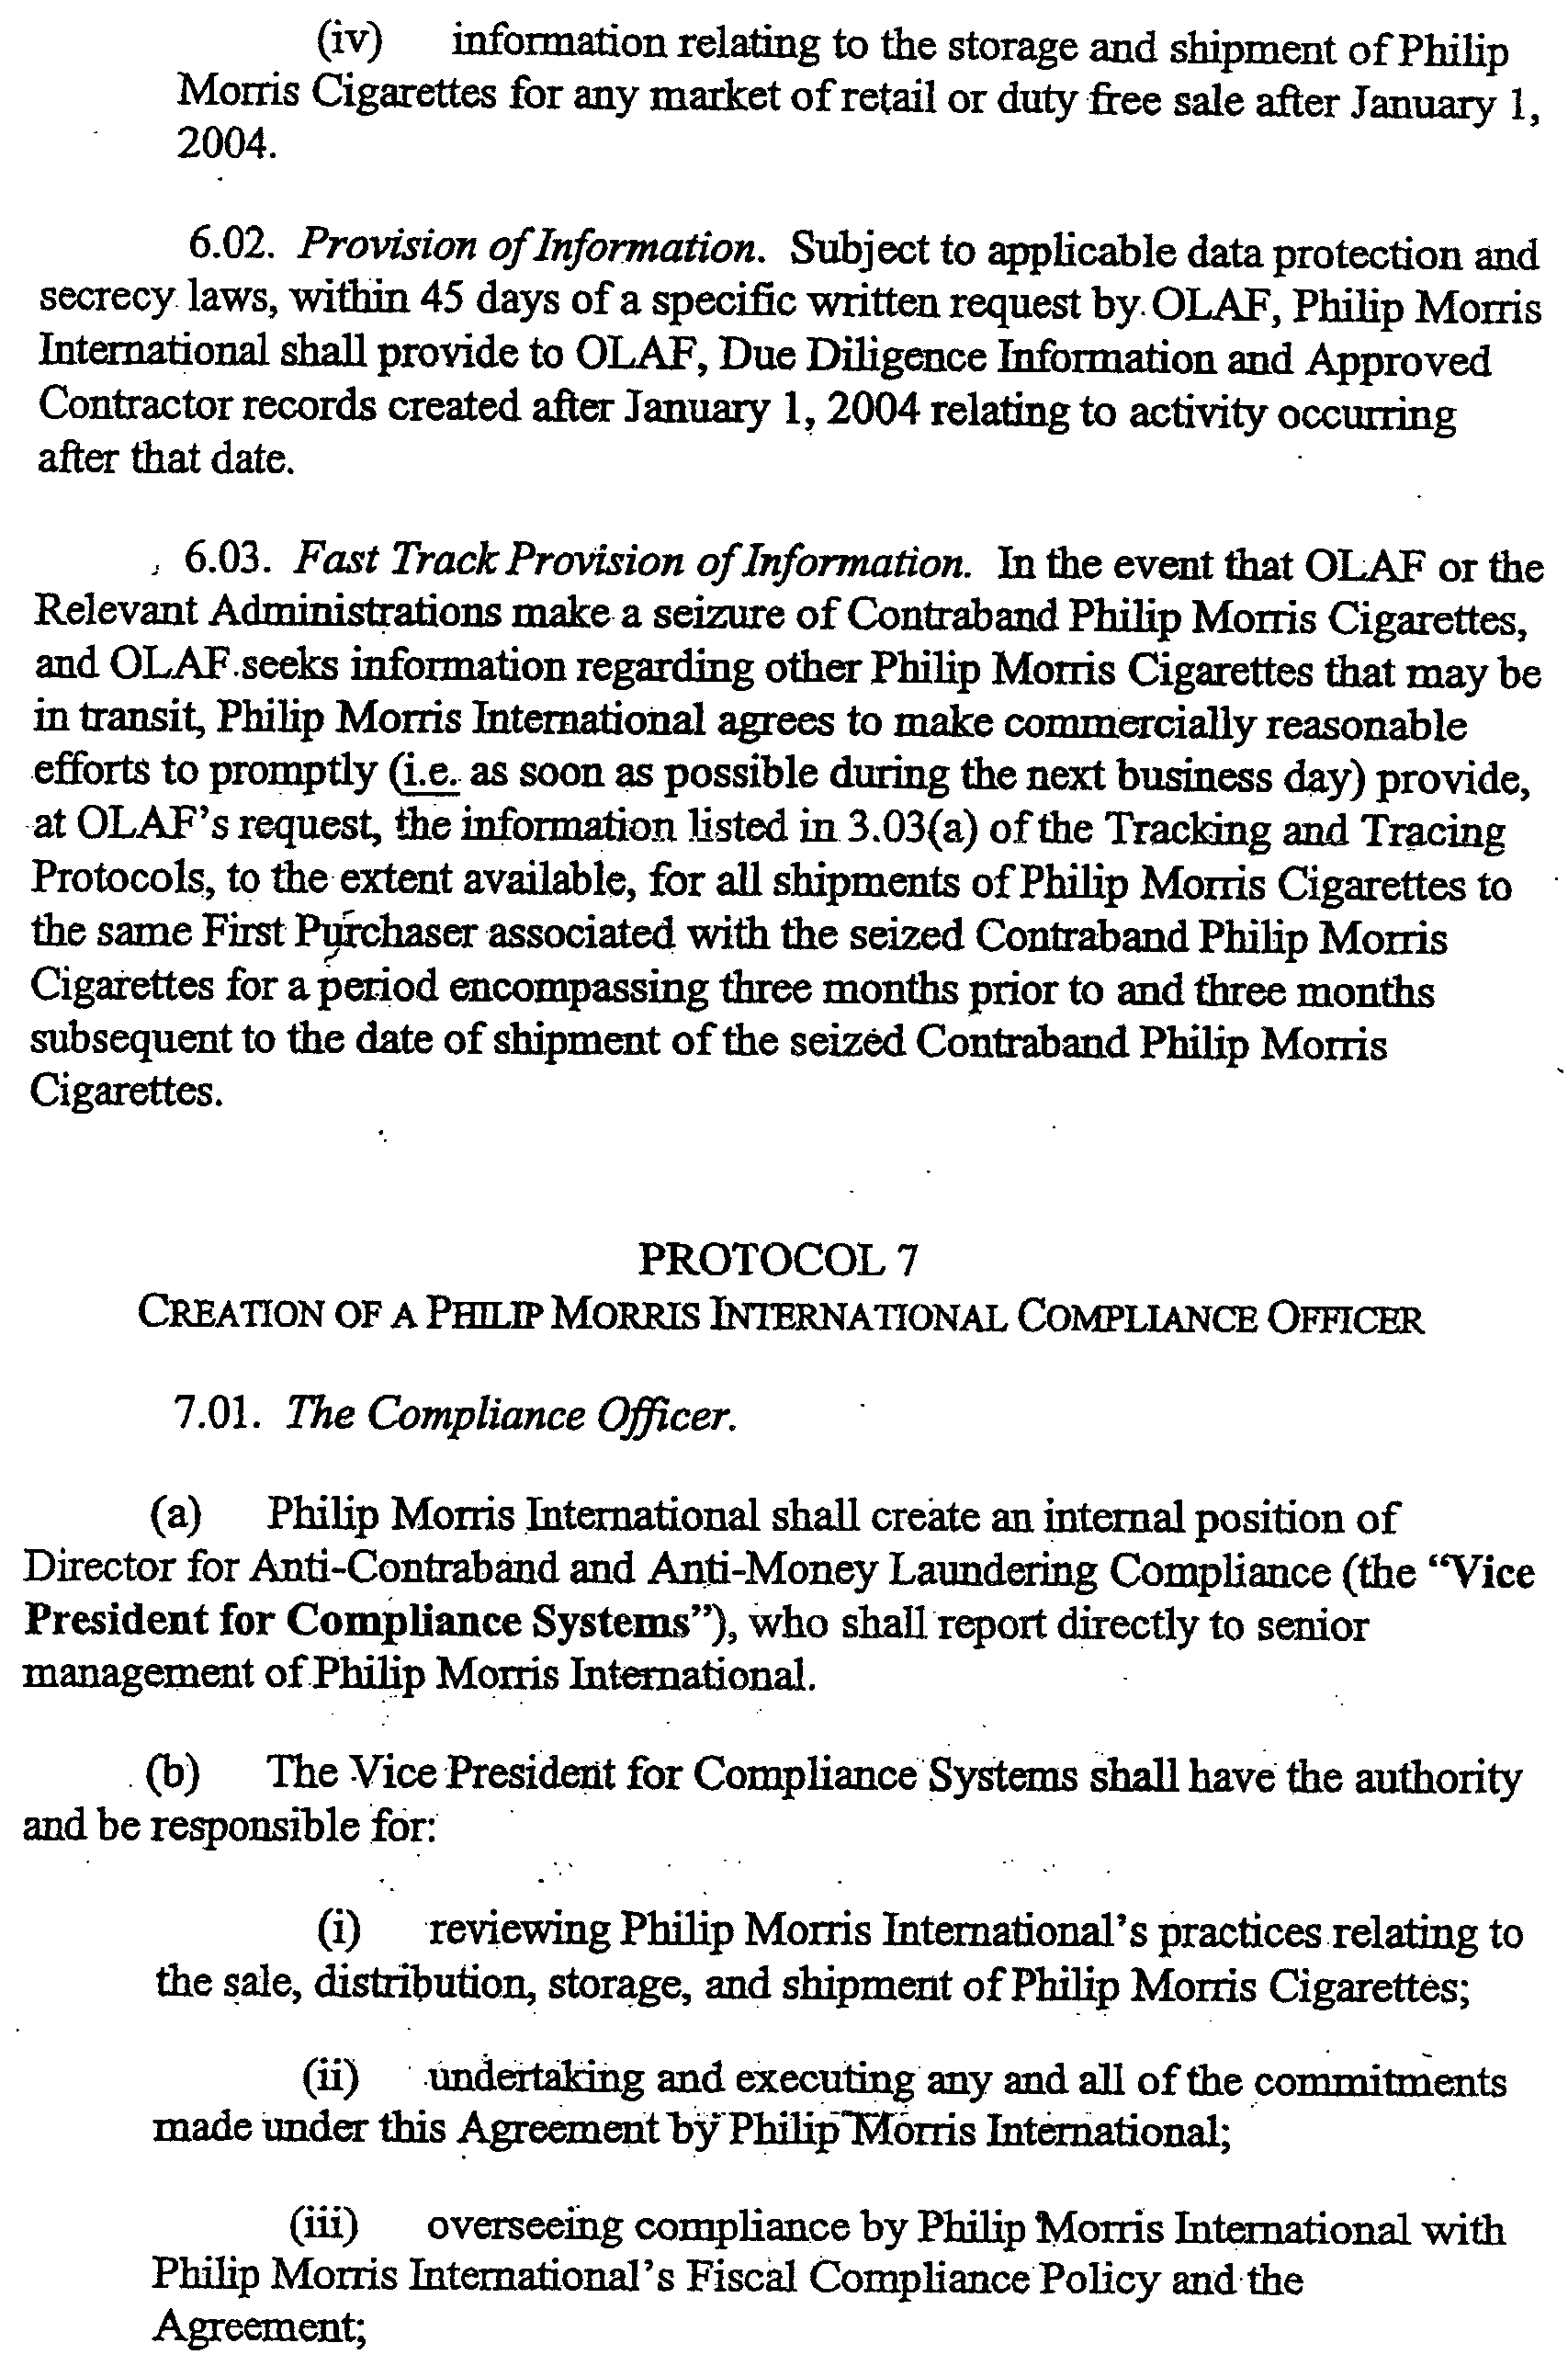 (iv) information relating to the storage and shipment of Philip
Morris Cigarettes for any market of retail or duty free sale after January 1,
2004.
6.02. Provision of Information. Subject to applicable data protection and
secrecy laws, within 45 days of a specific written request by OLAF, Philip Morris
International shall provide to OLAF, Due Diligence Information and Approved
Contractor records created after January 1, 2004 relating to activity occurring
after that date.
6.03. Fast Track Provision of Information. In the event that OLAF or the
Relevant Administrations make a seizure of Contraband Philip Morris Cigarettes,
and OLAF seeks information regarding other Philip Morris Cigarettes that may be
in transit, Philip Morris International agrees to make commercially reasonable
efforts to promptly (i.e. as soon as possible during the next business day) provide,
at OLAF's request, the information listed in 3.03(a) of the Tracking and Tracing
Protocols, to the extent available, for all shipments of Philip Morris Cigarettes to
the same First Purchaser associated with the seized Contraband Philip Morris
Cigarettes for a period encompassing three months prior to and three months
subsequent to the date of shipment of the seized Contraband Philip Morris
Cigarettes.
PROTOCOL 7
CREATION OF A PHILIP MORRIS INTERNATIONAL COMPLIANCE OFFICER
7.01. The Compliance Officer.
(a) Philip Morris International shall create an internal position of
Director for Anti-Contraband and Anti-Money Laundering Compliance (the “Vice
President for Compliance Systems”), who shall report directly to senior
management of Philip Morris International.
(b) The Vice President for Compliance Systems shall have the authority
and be responsible for:
(i) reviewing Philip Morris International's practices relating to
the sale, distribution, storage, and shipment of Philip Morris Cigarettes;
(ii) undertaking and executing any and all of the commitments
made under this Agreement by Philip Morris International;
(iii) overseeing compliance by Philip Morris International with
Philip Morris International's Fiscal Compliance Policy and the
Agreement;